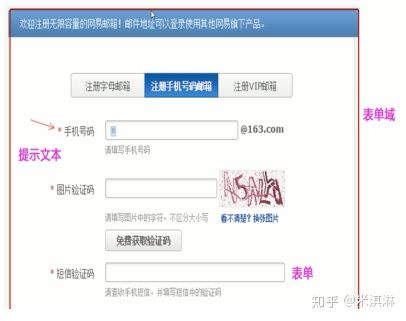 欢迎注册无限容量的网易邮箱！邮件地址可以登录使用其他网易旗下产品。
注册字母邮箱 注册手机号码邮箱 注册VIP邮箱
表单域
* 手机号码 @163.com
提示文本 请填写手机号码
* 图片验证码
请填写图片中的字符，不区分大小写 看不清楚？换张图片
免费获取验证码
* 短信验证码 表单
请查收手机短信，并填写短信中的验证码
知乎 @米淇淋